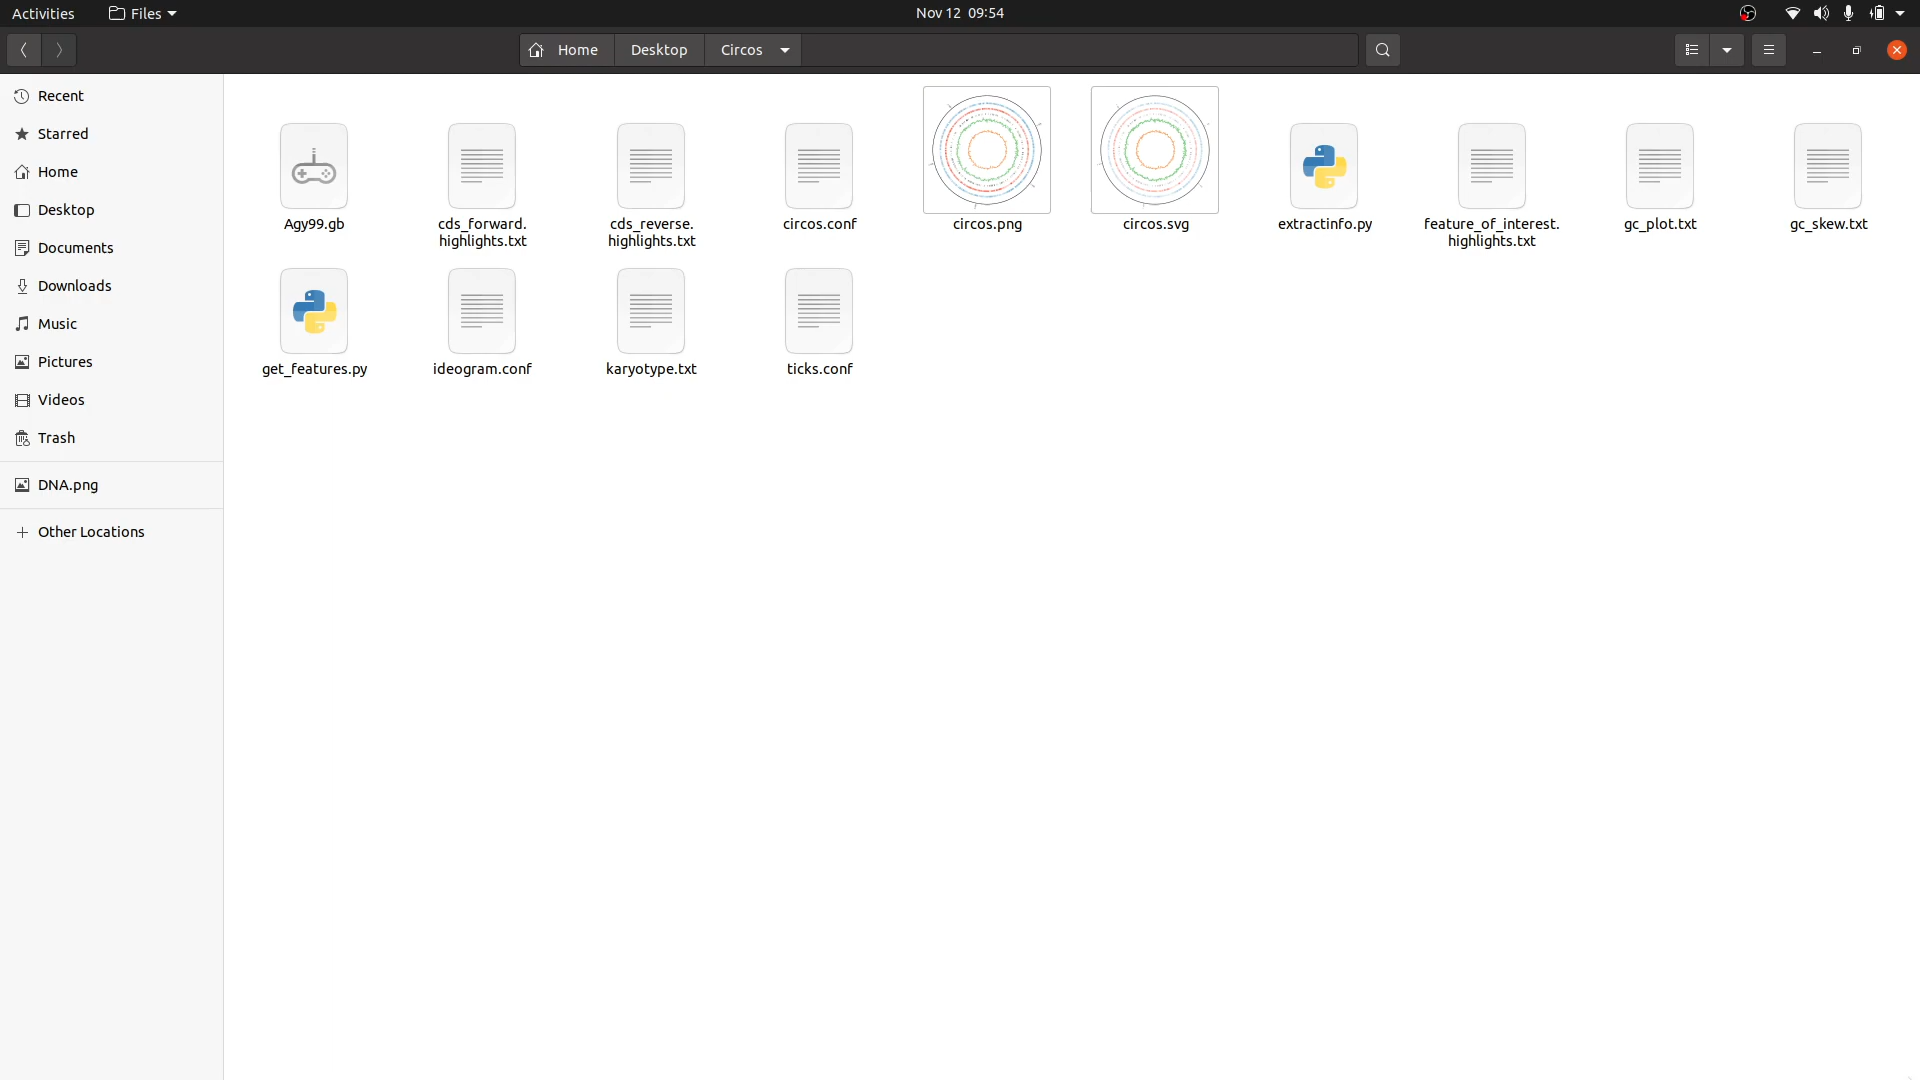 Activities
Files
Nov 12 09:54
Home
Desktop
Circos
Recent
Starred
Home
Desktop
Documents
Downloads
Music
Pictures
Videos
Trash
DNA.png
Other Locations
Agy99.gb
cds_forward.
highlights.txt
cds_reverse.
highlights.txt
circos.conf
circos.png
circos.svg
extractinfo.py
feature_of_interest.
highlights.txt
gc_plot.txt
gc_skew.txt
get_features.py
ideogram.conf
karyotype.txt
ticks.conf